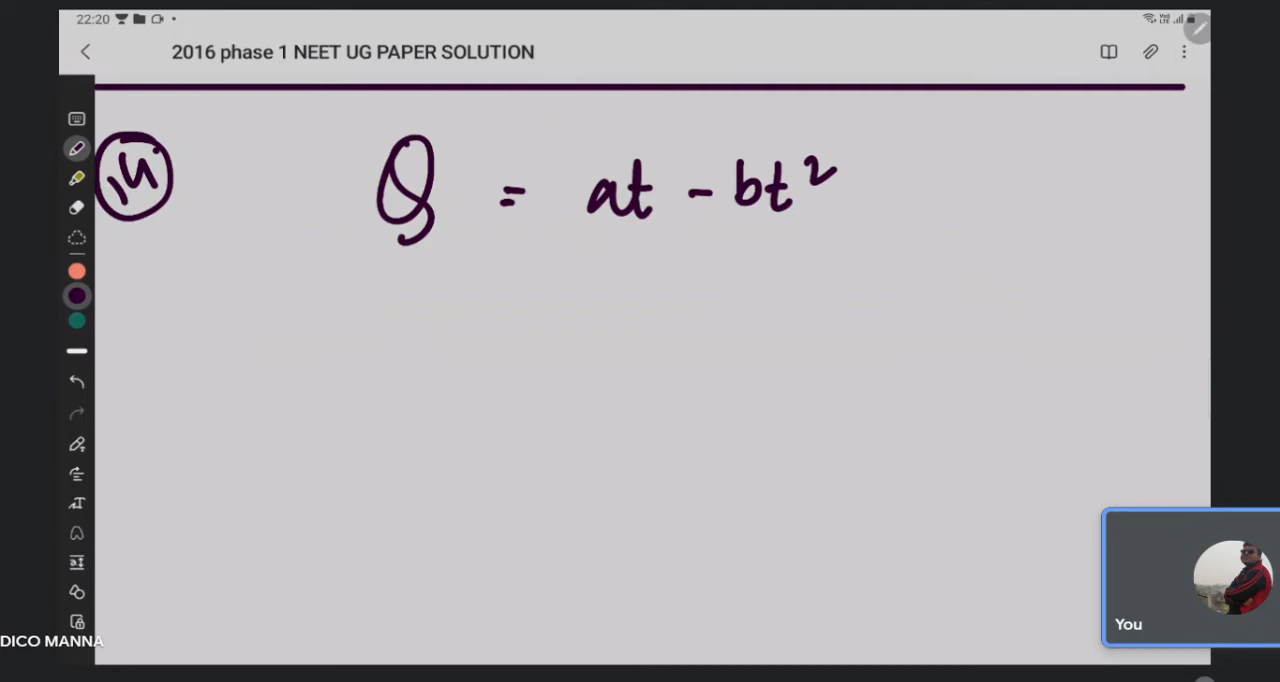 22:20
2016 phase 1 NEET UG PAPER SOLUTION
14 Q = at - bt²
You
DICO MANNA